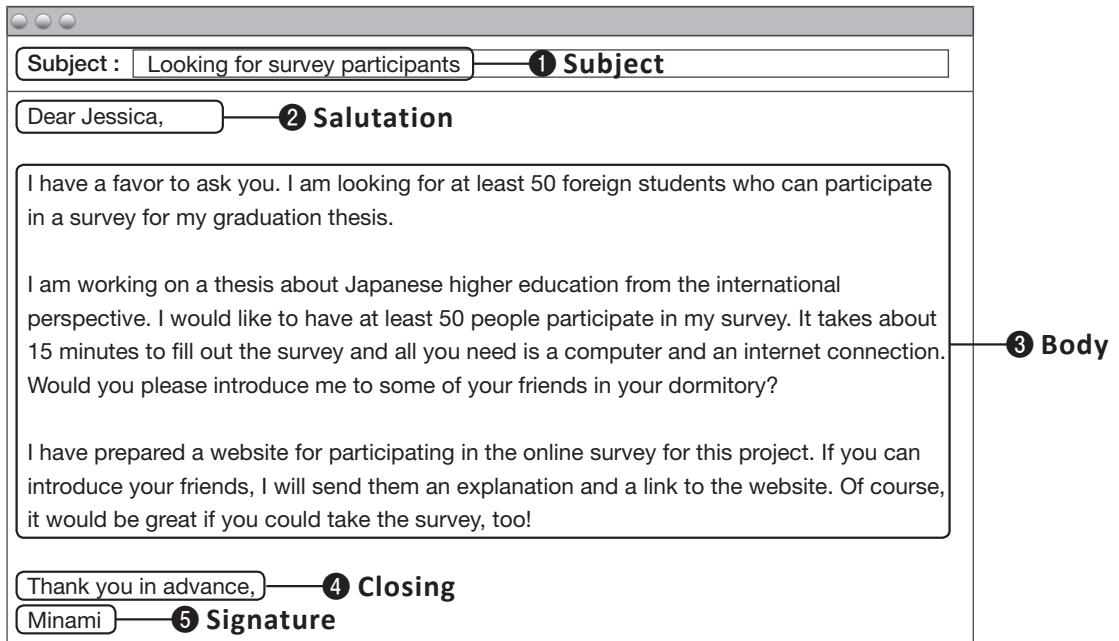 Subject : Looking for survey participants ❶ Subject
Dear Jessica, ❷ Salutation
I have a favor to ask you. I am looking for at least 50 foreign students who can participate
in a survey for my graduation thesis.
I am working on a thesis about Japanese higher education from the international
perspective. I would like to have at least 50 people participate in my survey. It takes about
15 minutes to fill out the survey and all you need is a computer and an internet connection.
❸ Body
Would you please introduce me to some of your friends in your dormitory?
I have prepared a website for participating in the online survey for this project. If you can
introduce your friends, I will send them an explanation and a link to the website. Of course,
it would be great if you could take the survey, too!
Thank you in advance, ❹ Closing
Minami ❺ Signature